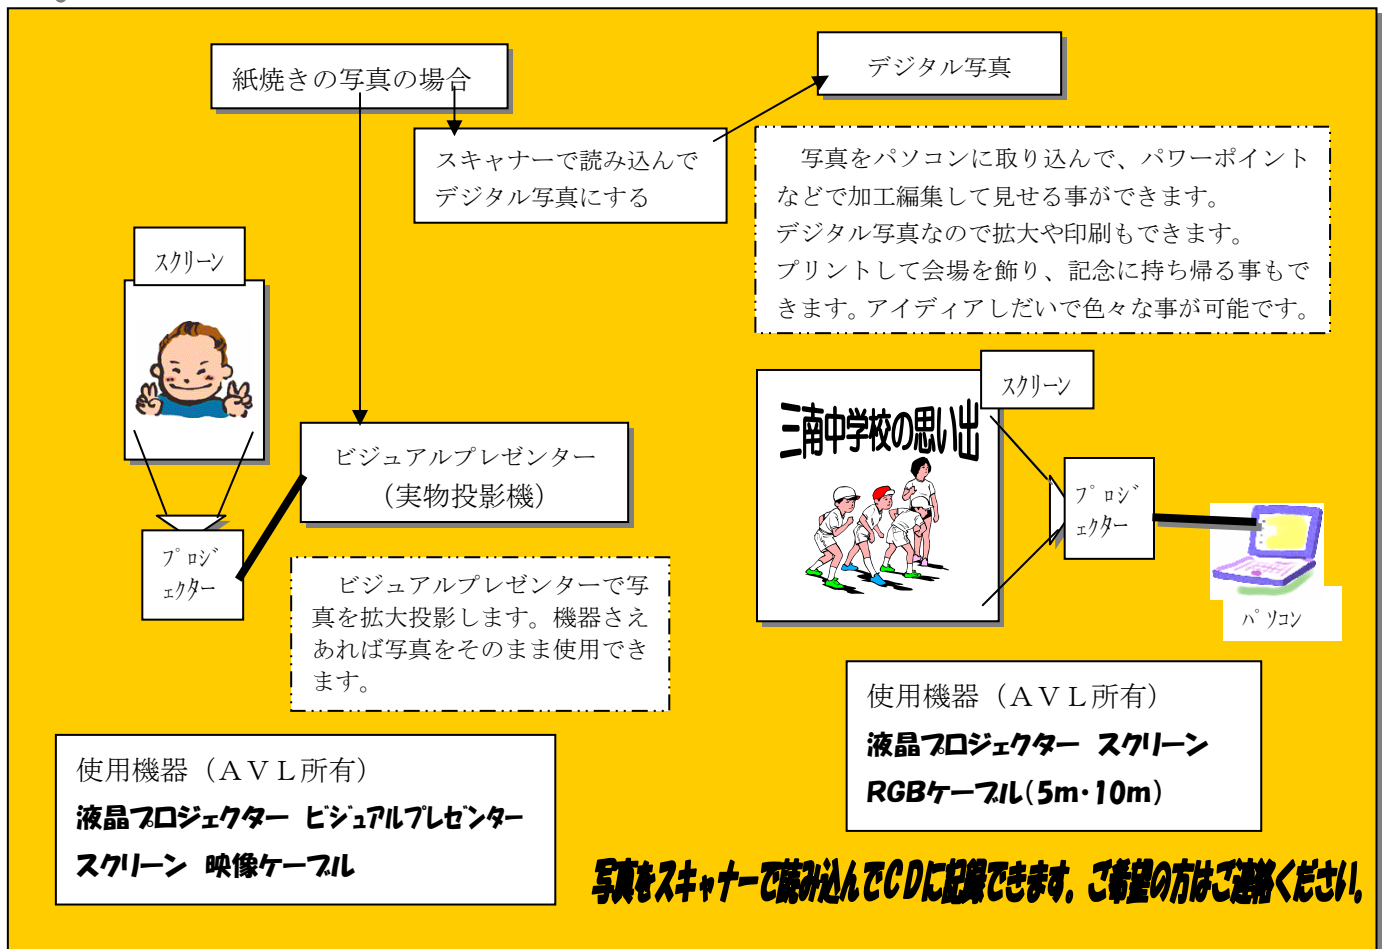 紙焼きの写真の場合
デジタル写真
スキャナーで読み込んで
デジタル写真にする
　写真をパソコンに取り込んで、パワーポイント
などで加工編集して見せる事ができます。
デジタル写真なので拡大や印刷もできます。
プリントして会場を飾り、記念に持ち帰る事もで
きます。アイディアしだいで色々な事が可能です。
スクリーン
ビジュアルプレゼンター
（実物投影機）
プロジ
ェクター
　ビジュアルプレゼンターで写
真を拡大投影します。機器さえ
あれば写真をそのまま使用でき
ます。
使用機器（ＡＶＬ所有）
液晶プロジェクター　ビジュアルプレゼンター
スクリーン　映像ケーブル
スクリーン
三南中学校の思い出
プロジ
ェクター
パソコン
使用機器（ＡＶＬ所有）
液晶プロジェクター　スクリーン
RGBケーブル(5m・10m)
写真をスキャナーで読み込んでCDに記録できます。ご希望の方はご連絡ください。